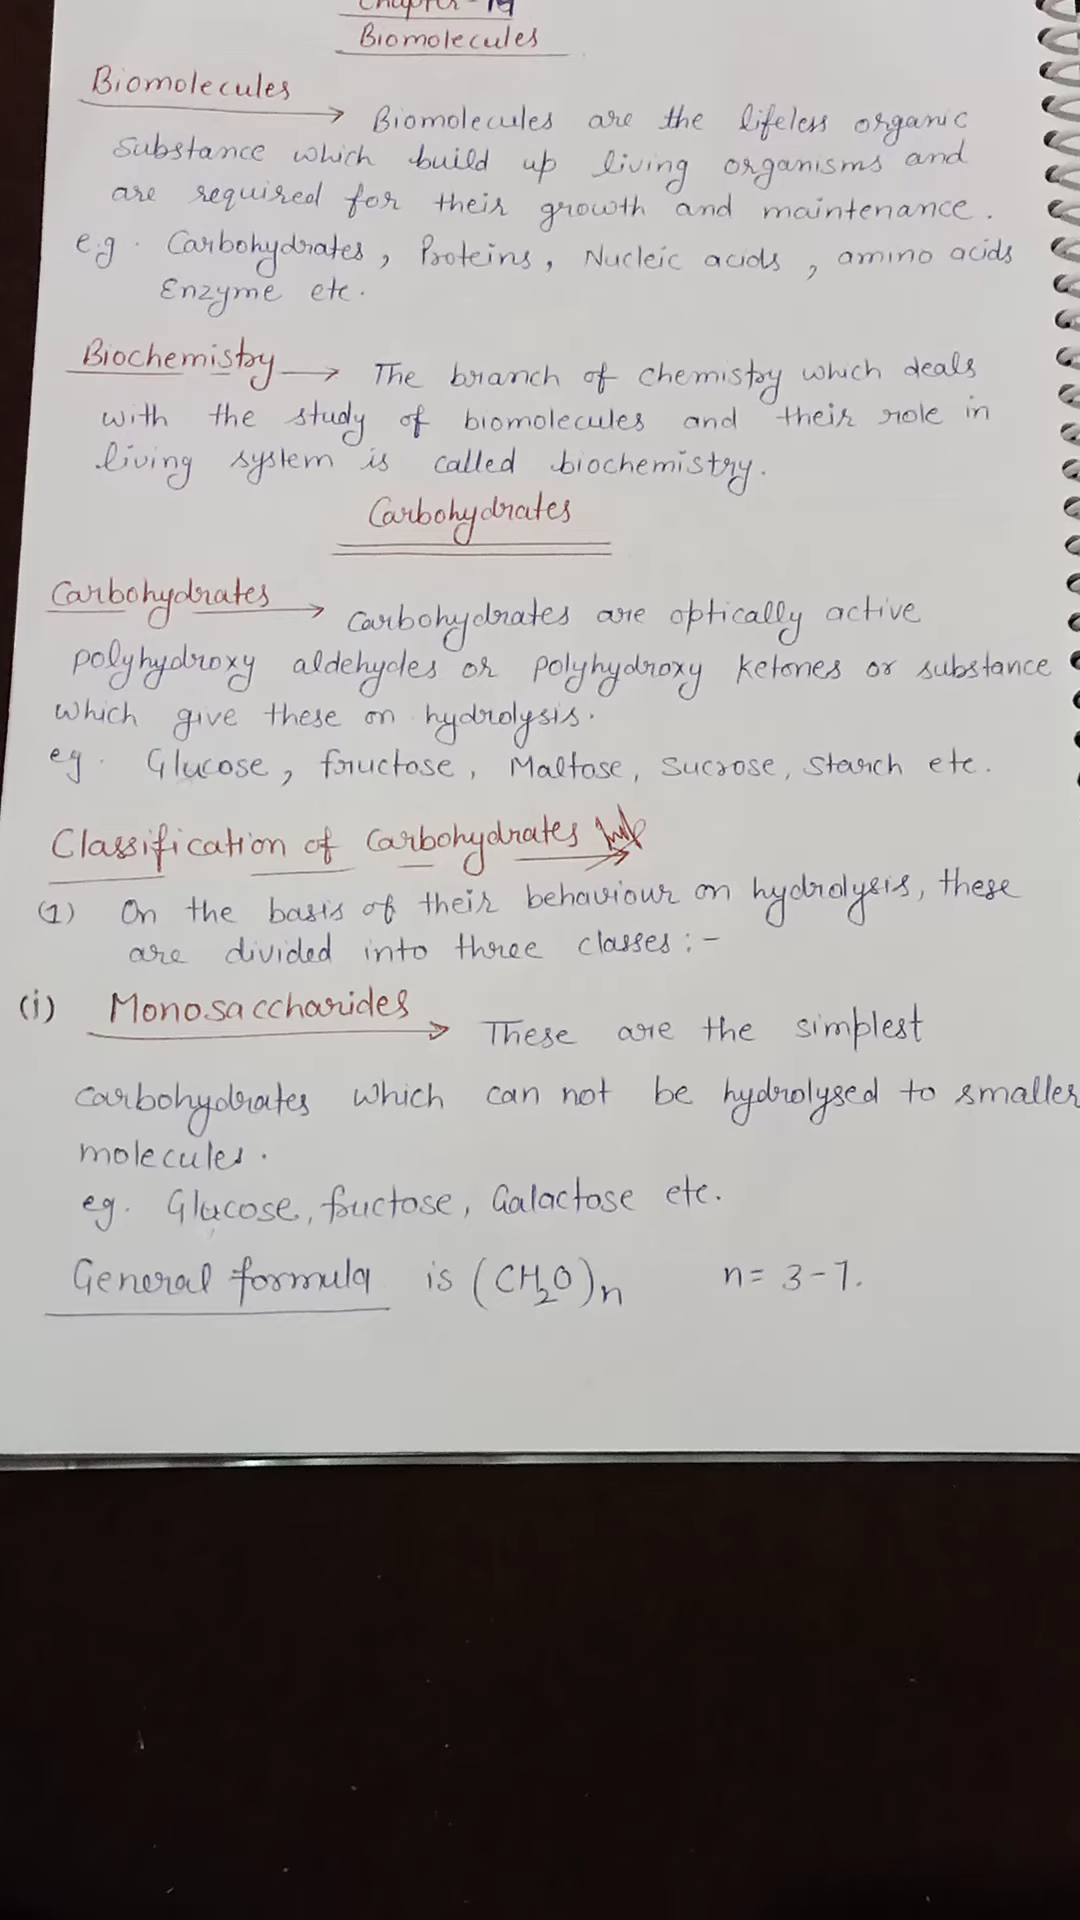 Chapter - 14
Biomolecules
Biomolecules → Biomolecules are the lifeless organic
substance which build up living organisms and
are required for their growth and maintenance.
e.g. Carbohydrates, Proteins, Nucleic acids, amino acids
Enzyme etc.
Biochemistry → The branch of chemistry which deals
with the study of biomolecules and their role in
living system is called biochemistry.
Carbohydrates
Carbohydrates → Carbohydrates are optically active
polyhydroxy aldehydes or polyhydroxy ketones or substance
which give these on hydrolysis.
eg. Glucose, fructose, Maltose, Sucrose, Starch etc.
Classification of Carbohydrates Imp
(1) On the basis of their behaviour on hydrolysis, these
are divided into three classes :-
(i) Monosaccharides → These are the simplest
carbohydrates which can not be hydrolysed to smaller
molecules.
eg. Glucose, fructose, Galactose etc.
General formula is (CH₂O)n n = 3-7.